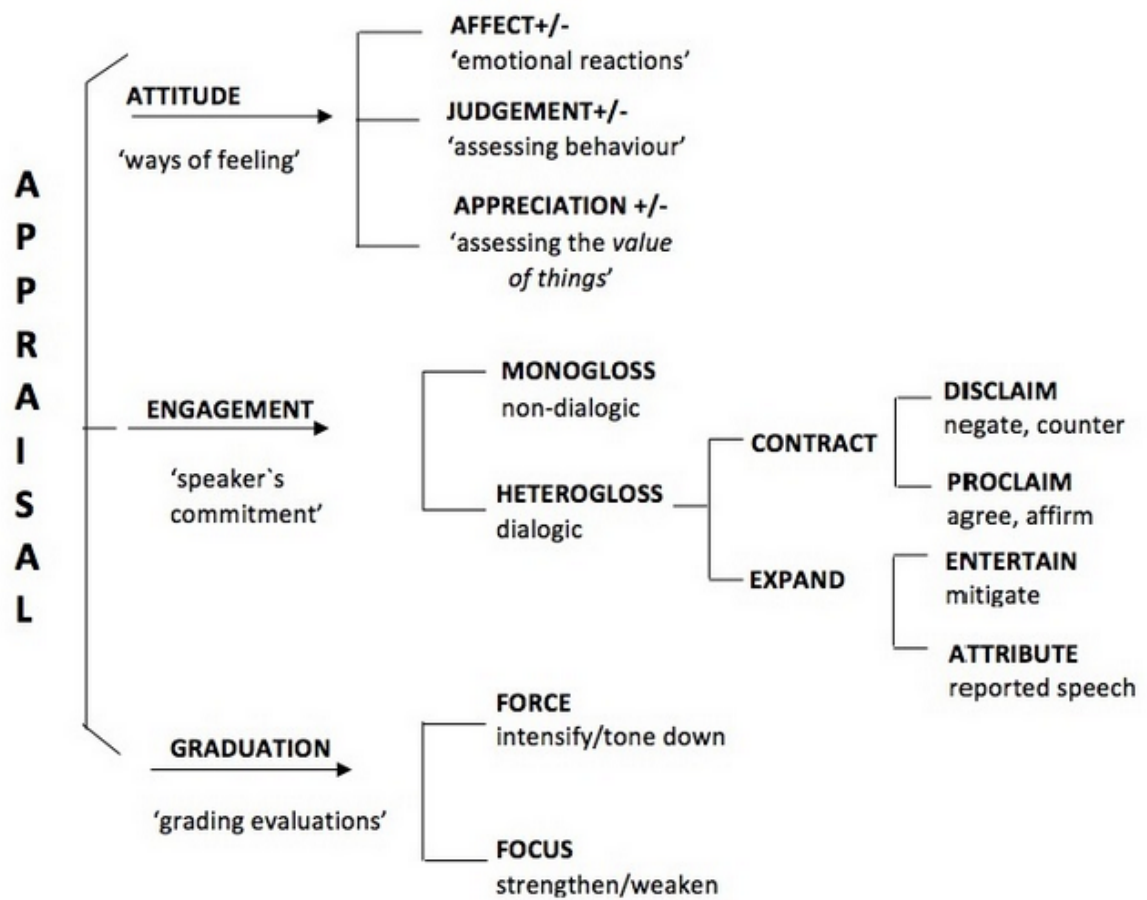 APPRAISAL
ATTITUDE
‘ways of feeling’
AFFECT+/-
‘emotional reactions’
JUDGEMENT+/-
‘assessing behaviour’
APPRECIATION +/-
‘assessing the value
of things’
ENGAGEMENT
‘speaker`s
commitment’
MONOGLOSS
non-dialogic
HETEROGLOSS
dialogic
CONTRACT
DISCLAIM
negate, counter
PROCLAIM
agree, affirm
EXPAND
ENTERTAIN
mitigate
ATTRIBUTE
reported speech
GRADUATION
‘grading evaluations’
FORCE
intensify/tone down
FOCUS
strengthen/weaken